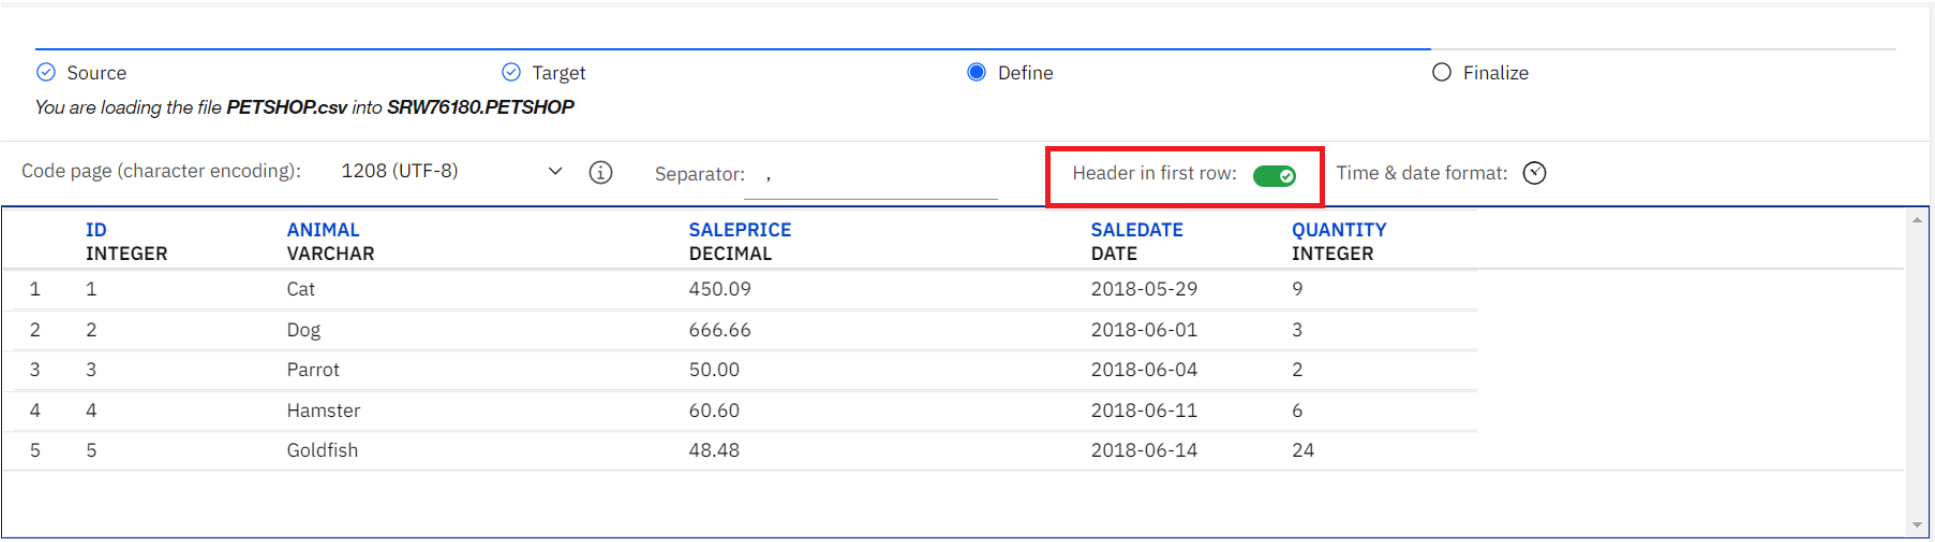 Source Target Define Finalize
You are loading the file PETSHOP.csv into SRW76180.PETSHOP
Code page (character encoding): 1208 (UTF-8) Separator: , Header in first row: Time & date format:
ID ANIMAL SALEPRICE SALEDATE QUANTITY
INTEGER VARCHAR DECIMAL DATE INTEGER
1 1 Cat 450.09 2018-05-29 9
2 2 Dog 666.66 2018-06-01 3
3 3 Parrot 50.00 2018-06-04 2
4 4 Hamster 60.60 2018-06-11 6
5 5 Goldfish 48.48 2018-06-14 24